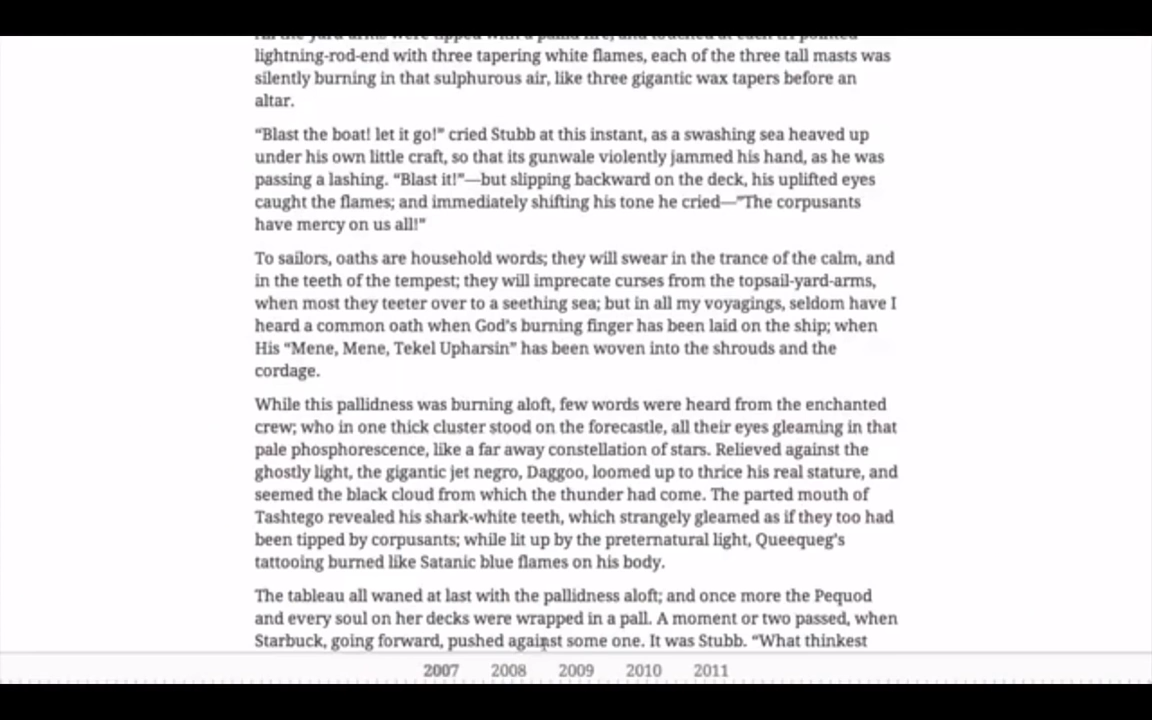 lightning-rod-end with three tapering white flames, each of the three tall masts was
silently burning in that sulphurous air, like three gigantic wax tapers before an
altar.
“Blast the boat! let it go!” cried Stubb at this instant, as a swashing sea heaved up
under his own little craft, so that its gunwale violently jammed his hand, as he was
passing a lashing. “Blast it!”—but slipping backward on the deck, his uplifted eyes
caught the flames; and immediately shifting his tone he cried—”The corpusants
have mercy on us all!”
To sailors, oaths are household words; they will swear in the trance of the calm, and
in the teeth of the tempest; they will imprecate curses from the topsail-yard-arms,
when most they teeter over to a seething sea; but in all my voyagings, seldom have I
heard a common oath when God’s burning finger has been laid on the ship; when
His “Mene, Mene, Tekel Upharsin” has been woven into the shrouds and the
cordage.
While this pallidness was burning aloft, few words were heard from the enchanted
crew; who in one thick cluster stood on the forecastle, all their eyes gleaming in that
pale phosphorescence, like a far away constellation of stars. Relieved against the
ghostly light, the gigantic jet negro, Daggoo, loomed up to thrice his real stature, and
seemed the black cloud from which the thunder had come. The parted mouth of
Tashtego revealed his shark-white teeth, which strangely gleamed as if they too had
been tipped by corpusants; while lit up by the preternatural light, Queequeg’s
tattooing burned like Satanic blue flames on his body.
The tableau all waned at last with the pallidness aloft; and once more the Pequod
and every soul on her decks were wrapped in a pall. A moment or two passed, when
Starbuck, going forward, pushed against some one. It was Stubb. “What thinkest
2007 2008 2009 2010 2011